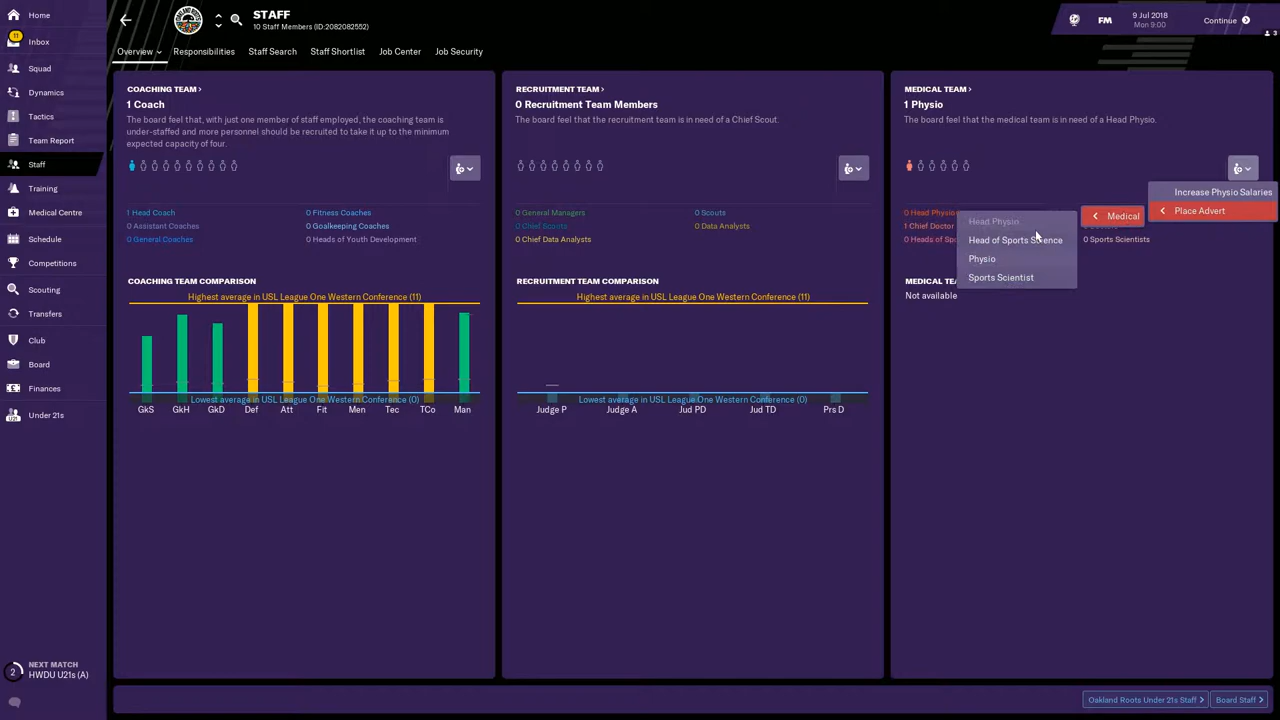 STAFF
10 Staff Members (ID:2082082552)
9 Jul 2018
Mon 9:00
FM
Continue
3
Home
11
Inbox
Squad
Dynamics
Tactics
Team Report
Staff
Training
Medical Centre
Schedule
Competitions
Scouting
Transfers
Club
Board
Finances
Under 21s
2
NEXT MATCH
HWDU U21s (A)
Overview
Responsibilities
Staff Search
Staff Shortlist
Job Center
Job Security
COACHING TEAM >
1 Coach
The board feel that, with just one member of staff employed, the coaching team is
under-staffed and more personnel should be recruited to take it up to the minimum
expected capacity of four.
1 Head Coach
0 Fitness Coaches
0 Assistant Coaches
0 Goalkeeping Coaches
0 General Coaches
0 Heads of Youth Development
COACHING TEAM COMPARISON
Highest average in USL League One Western Conference (11)
Lowest average in USL League One Western Conference (0)
GkS GkH GkD Def Att Fit Men Tec TCo Man
RECRUITMENT TEAM >
0 Recruitment Team Members
The board feel that the recruitment team is in need of a Chief Scout.
0 General Managers
0 Scouts
0 Chief Scouts
0 Data Analysts
0 Chief Data Analysts
RECRUITMENT TEAM COMPARISON
Highest average in USL League One Western Conference (11)
Lowest average in USL League One Western Conference (0)
Judge P Judge A Jud PD Jud TD Prs D
MEDICAL TEAM >
1 Physio
The board feel that the medical team is in need of a Head Physio.
Increase Physio Salaries
Place Advert
Medical
Head Physio
Head of Sports Science
Physio
Sports Scientist
0 Head Physio
1 Chief Doctor
0 Heads of Sp
0 Sports Scientists
MEDICAL TEA
Not available
Oakland Roots Under 21s Staff >
Board Staff >